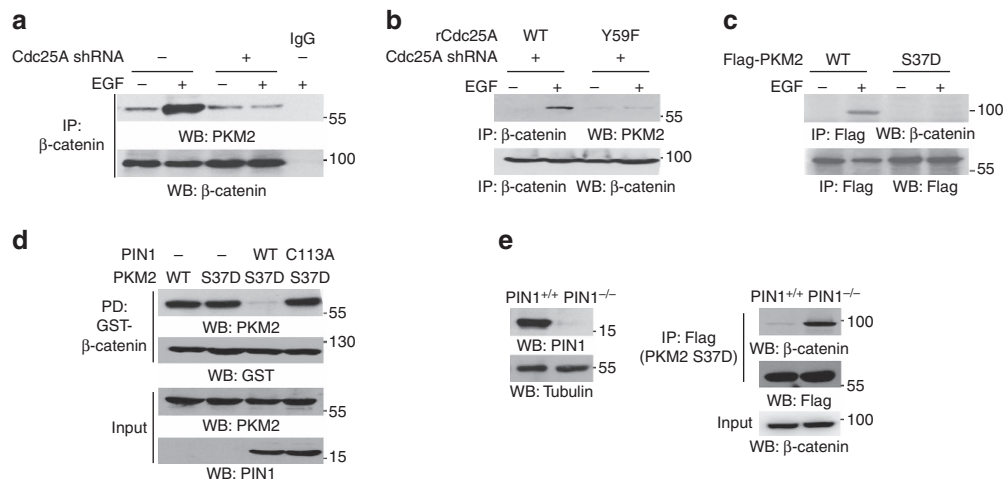 a
IgG
Cdc25A shRNA – + –
EGF – + – + +
IP:
β-catenin
55
WB: PKM2
100
WB: β-catenin
b
rCdc25A WT Y59F
Cdc25A shRNA + +
EGF – + – +
55
IP: β-catenin WB: PKM2
100
IP: β-catenin WB: β-catenin
c
Flag-PKM2 WT S37D
EGF – + – +
100
IP: Flag WB: β-catenin
55
IP: Flag WB: Flag
d
PIN1 – – WT C113A
PKM2 WT S37D S37D S37D
PD:
GST-
β-catenin
55
WB: PKM2
130
WB: GST
Input
55
WB: PKM2
15
WB: PIN1
e
PIN1+/+ PIN1–/–
15
WB: PIN1
55
WB: Tubulin
PIN1+/+ PIN1–/–
IP: Flag
(PKM2 S37D)
100
WB: β-catenin
55
WB: Flag
Input
100
WB: β-catenin